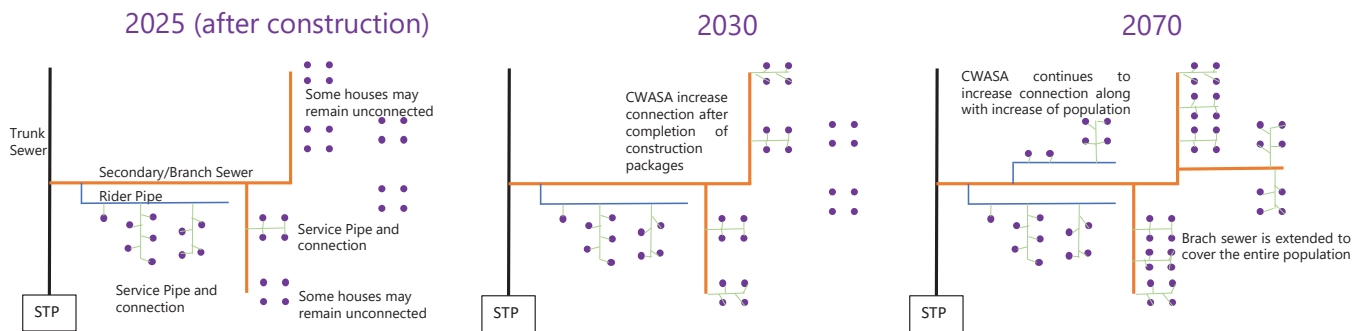 2025 (after construction)
Some houses may
remain unconnected
Trunk
Sewer
Secondary/Branch Sewer
Rider Pipe
Service Pipe and
connection
Service Pipe and
connection
Some houses may
remain unconnected
STP
2030
CWASA increase
connection after
completion of
construction
packages
STP
2070
CWASA continues to
increase connection along
with increase of population
Brach sewer is extended to
cover the entire population
STP